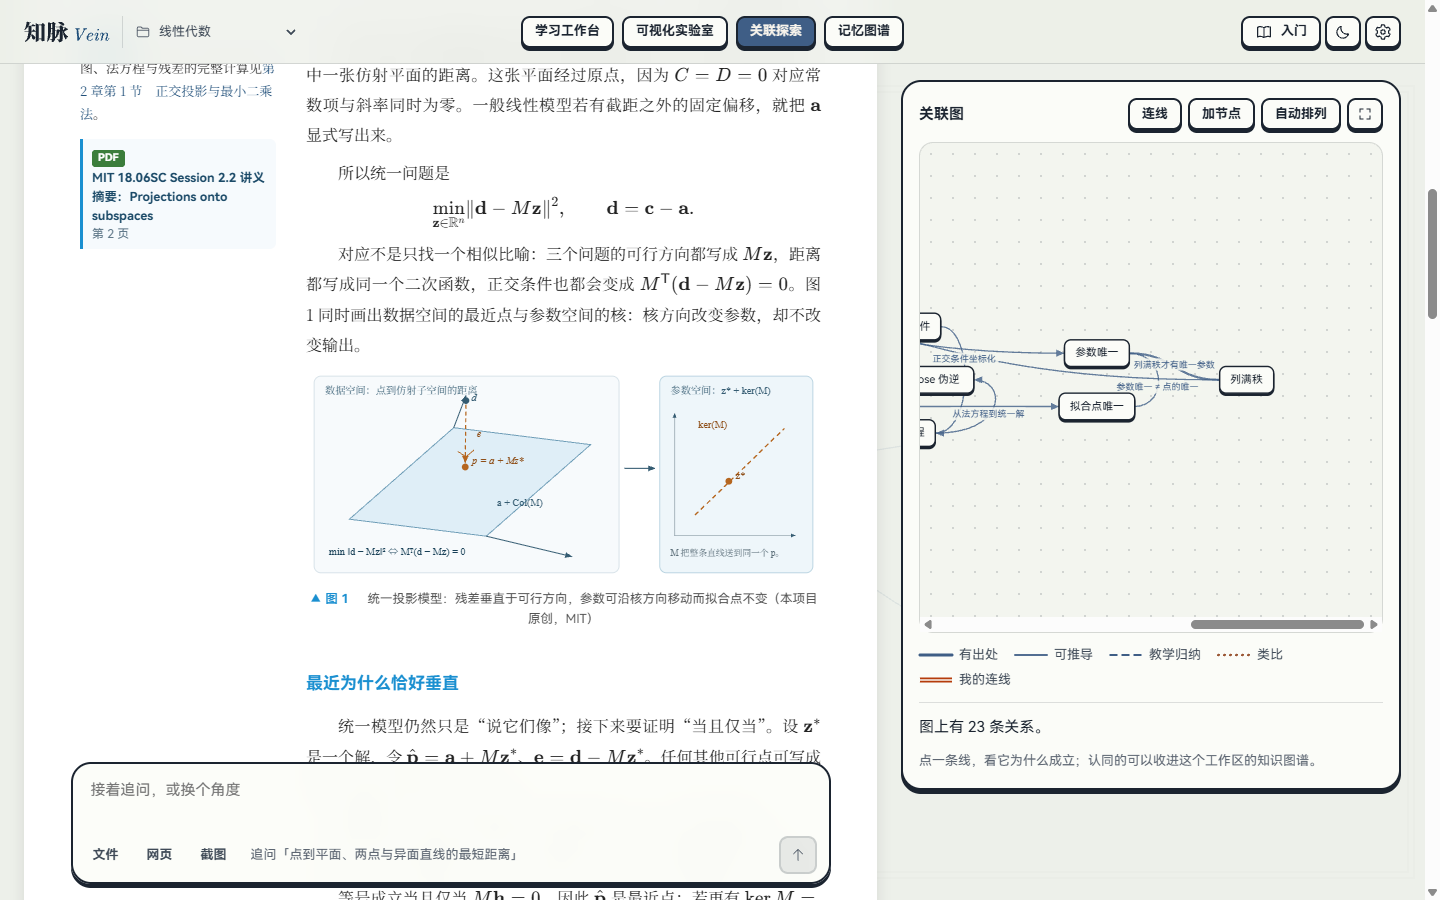 知脉 Vein
线性代数
学习工作台
可视化实验室
关联探索
记忆图谱
入门
图、法方程与残差的完整计算见第
2 章第 1 节　正交投影与最小二乘
法。
PDF
MIT 18.06SC Session 2.2 讲义
摘要：Projections onto
subspaces
第 2 页
中一张仿射平面的距离。这张平面经过原点，因为 C = D = 0 对应常
数项与斜率同时为零。一般线性模型若有截距之外的固定偏移，就把 a
显式写出来。
所以统一问题是
min z∈ℝⁿ ‖d − Mz‖², d = c − a.
对应不是只找一个相似比喻：三个问题的可行方向都写成 Mz，距离
都写成同一个二次函数，正交条件也都会变成 Mᵀ(d − Mz) = 0。图
1 同时画出数据空间的最近点与参数空间的核：核方向改变参数，却不改
变输出。
数据空间：点到仿射子空间的距离
d
e
p = a + Mz*
a + Col(M)
min ‖d − Mz‖² ⇔ Mᵀ(d − Mz) = 0
参数空间：z* + ker(M)
ker(M)
z*
M 把整条直线送到同一个 p。
▲ 图 1　统一投影模型：残差垂直于可行方向，参数可沿核方向移动而拟合点不变（本项目
原创，MIT）
最近为什么恰好垂直
统一模型仍然只是“说它们像”；接下来要证明“当且仅当”。设 z*
是一个解，令 p̂ = a + Mz*、e = d − Mz*。任何其他可行点可写成
接着追问，或换个角度
文件
网页
截图
追问「点到平面、两点与异面直线的最短距离」
等号成立当且仅当 Mh = 0，因此 p̂ 是最近点；若再有 ker M =
关联图
连线
加节点
自动排列
件
正交条件坐标化
参数唯一
列满秩才有唯一参数
ose 伪逆
列满秩
参数唯一 ≠ 点的唯一
拟合点唯一
从法方程到统一解
程
有出处
可推导
教学归纳
类比
我的连线
图上有 23 条关系。
点一条线，看它为什么成立；认同的可以收进这个工作区的知识图谱。